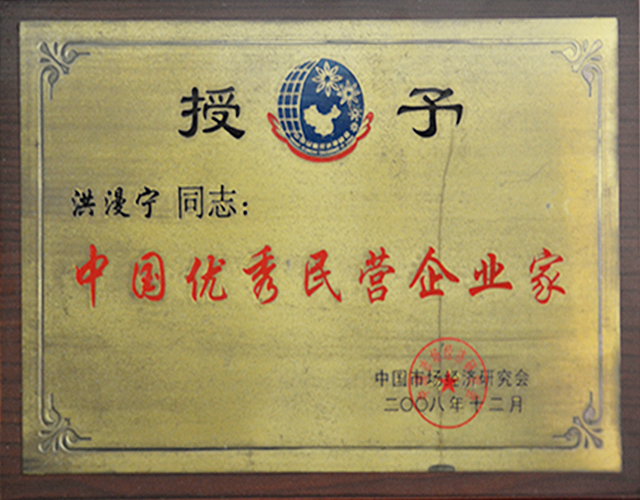 授予
洪漫宁 同志：
中国优秀民营企业家
中国市场经济研究会
二〇〇八年十二月